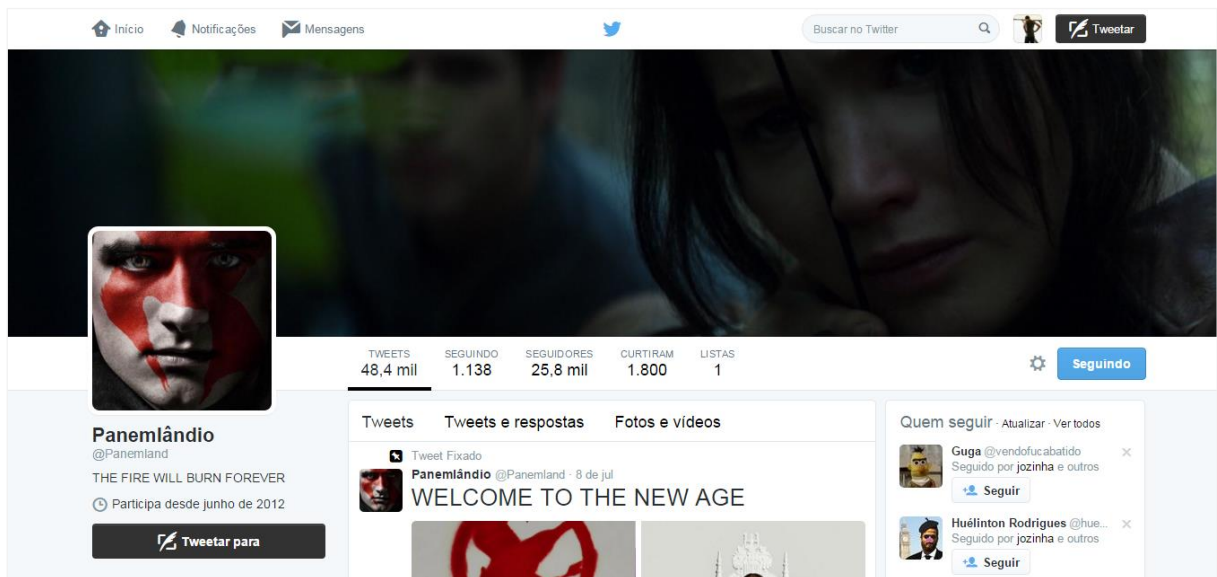 Início Notificações Mensagens Buscar no Twitter Tweetar
TWEETS SEGUINDO SEGUIDORES CURTIRAM LISTAS
48,4 mil 1.138 25,8 mil 1.800 1
Seguindo
Panemlândio
@Panemland
THE FIRE WILL BURN FOREVER
Participa desde junho de 2012
Tweetar para
Tweets Tweets e respostas Fotos e vídeos
Tweet Fixado
Panemlândio @Panemland · 8 de jul
WELCOME TO THE NEW AGE
Quem seguir · Atualizar · Ver todos
Guga @vendofucabatido
Seguido por jozinha e outros
Seguir
Huélinton Rodrigues @hue...
Seguido por jozinha e outros
Seguir